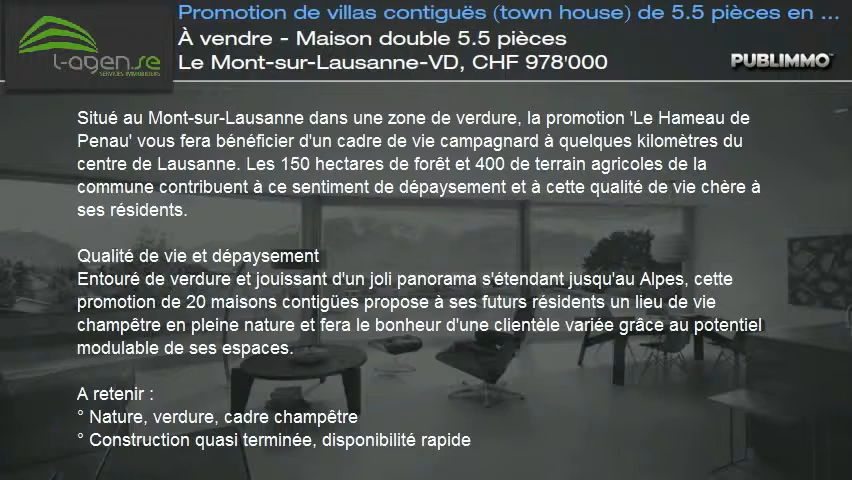 Promotion de villas contiguës (town house) de 5.5 pièces en ...
À vendre - Maison double 5.5 pièces
Le Mont-sur-Lausanne-VD, CHF 978'000
l-agence
SERVICES IMMOBILIERS
PUBLIMMO
Situé au Mont-sur-Lausanne dans une zone de verdure, la promotion 'Le Hameau de
Penau' vous fera bénéficier d'un cadre de vie campagnard à quelques kilomètres du
centre de Lausanne. Les 150 hectares de forêt et 400 de terrain agricoles de la
commune contribuent à ce sentiment de dépaysement et à cette qualité de vie chère à
ses résidents.
Qualité de vie et dépaysement
Entouré de verdure et jouissant d'un joli panorama s'étendant jusqu'au Alpes, cette
promotion de 20 maisons contigües propose à ses futurs résidents un lieu de vie
champêtre en pleine nature et fera le bonheur d'une clientèle variée grâce au potentiel
modulable de ses espaces.
A retenir :
° Nature, verdure, cadre champêtre
° Construction quasi terminée, disponibilité rapide